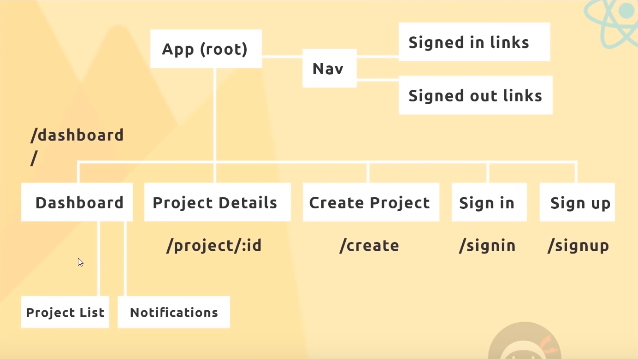 App (root)
Nav
Signed in links
Signed out links
/dashboard
/
Dashboard
Project Details
Create Project
Sign in
Sign up
/project/:id
/create
/signin
/signup
Project List
Notifications